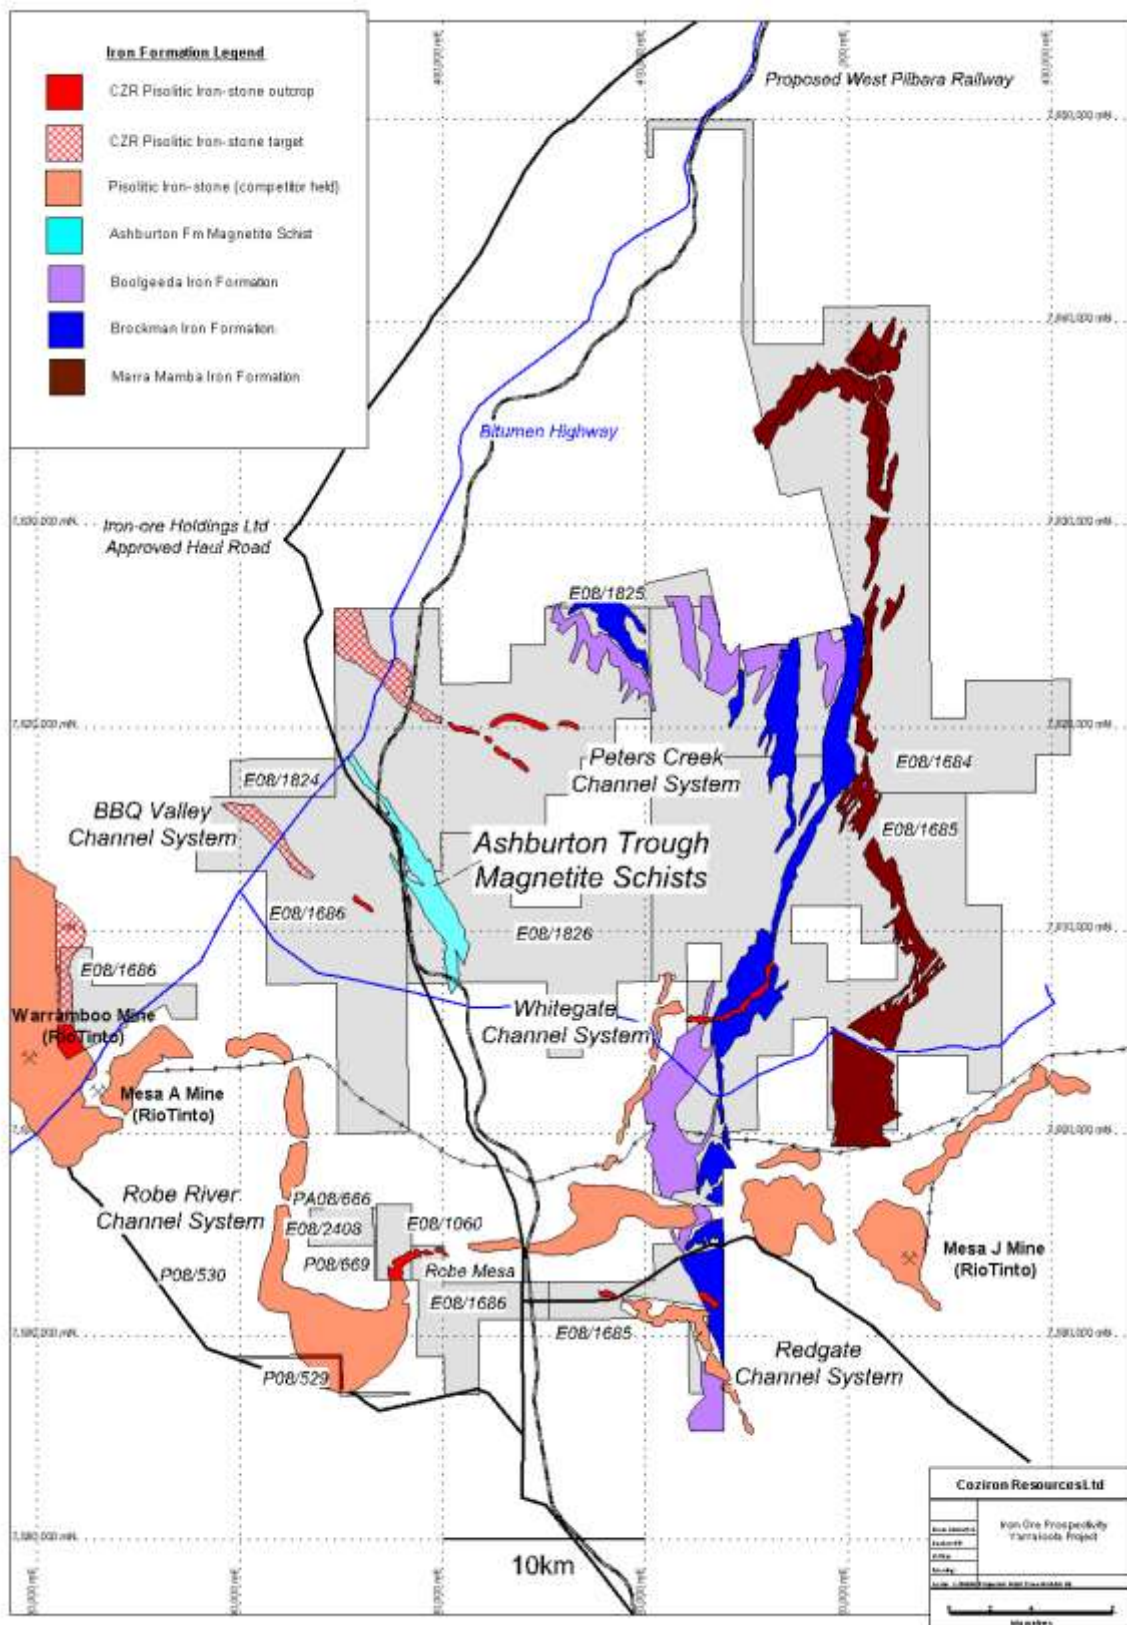 Iron Formation Legend
CZR Pisolitic Iron-stone outcrop
CZR Pisolitic Iron-stone target
Pisolitic Iron-stone (competitor held)
Ashburton Fm Magnetite Schist
Boolgeeda Iron Formation
Brockman Iron Formation
Marra Mamba Iron Formation
Proposed West Pilbara Railway
Bitumen Highway
Iron-ore Holdings Ltd
Approved Haul Road
E08/1825
Peters Creek
Channel System
E08/1684
E08/1824
BBQ Valley
Channel System
E08/1685
Ashburton Trough
Magnetite Schists
E08/1686
E08/1826
E08/1686
Warramboo Mine
(RioTinto)
Whitegate
Channel System
Mesa A Mine
(RioTinto)
Robe River
Channel System
PA08/666
E08/2408
E08/1060
P08/669
Robe Mesa
P08/530
E08/1686
E08/1685
Mesa J Mine
(RioTinto)
P08/529
Redgate
Channel System
10km
Coziron Resources Ltd
Iron Ore Prospectivity
Yarraloola Project